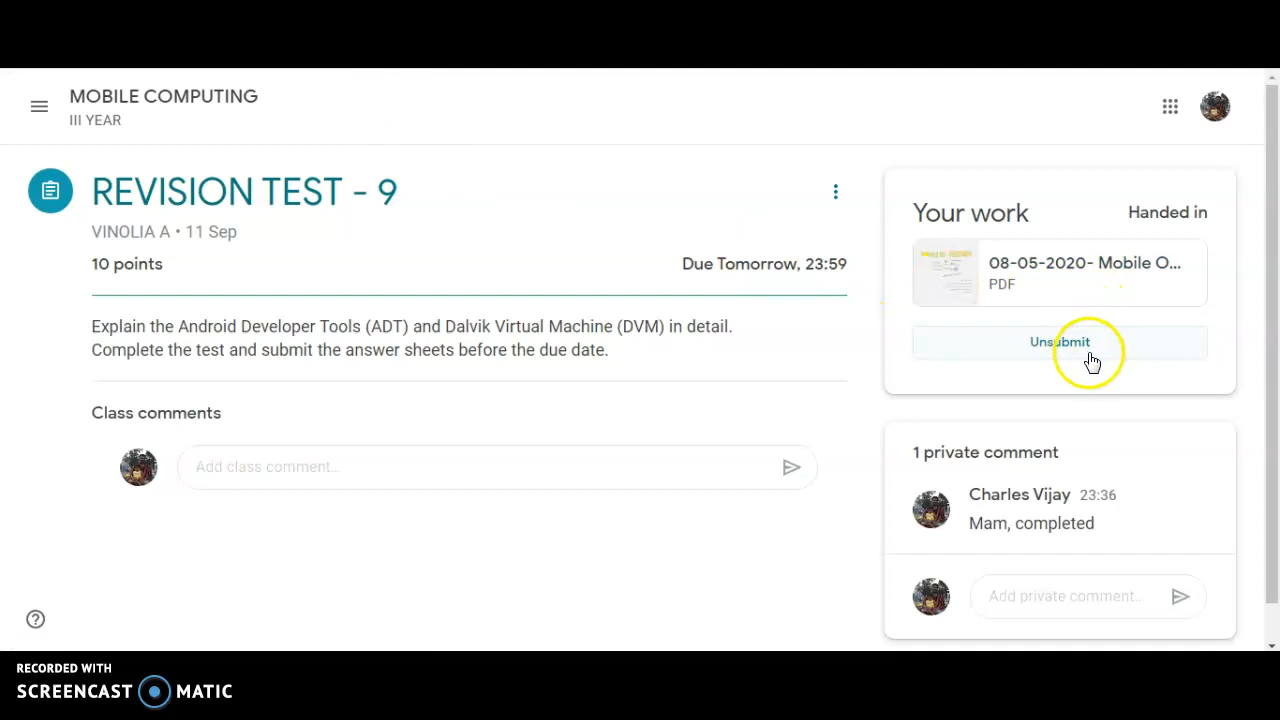 MOBILE COMPUTING
III YEAR
REVISION TEST - 9
VINOLIA A • 11 Sep
10 points
Due Tomorrow, 23:59
Explain the Android Developer Tools (ADT) and Dalvik Virtual Machine (DVM) in detail.
Complete the test and submit the answer sheets before the due date.
Class comments
Add class comment...
Your work
Handed in
08-05-2020- Mobile O...
PDF
Unsubmit
1 private comment
Charles Vijay 23:36
Mam, completed
Add private comment...
RECORDED WITH
SCREENCAST MATIC